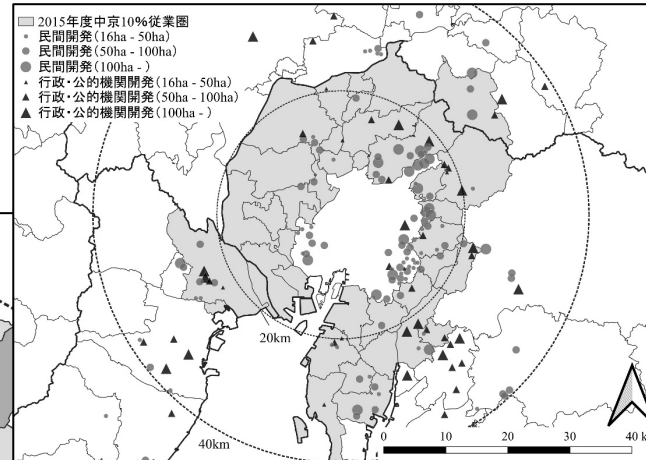 2015年度中京10%従業圏
民間開発(16ha - 50ha)
民間開発(50ha - 100ha)
民間開発(100ha - )
行政・公的機関開発(16ha - 50ha)
行政・公的機関開発(50ha - 100ha)
行政・公的機関開発(100ha - )
20km
40km
0 10 20 30 40 k